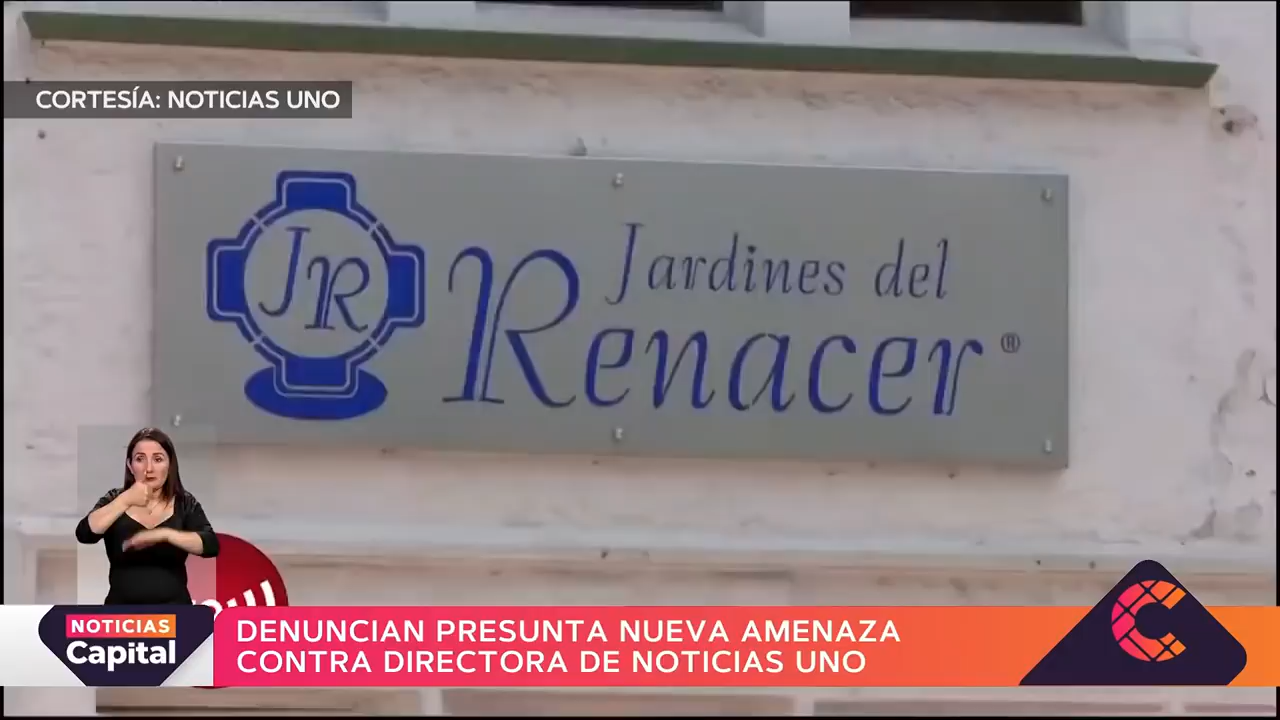 CORTESÍA: NOTICIAS UNO
JR
Jardines del
Renacer®
NOTICIAS
Capital
DENUNCIAN PRESUNTA NUEVA AMENAZA
CONTRA DIRECTORA DE NOTICIAS UNO